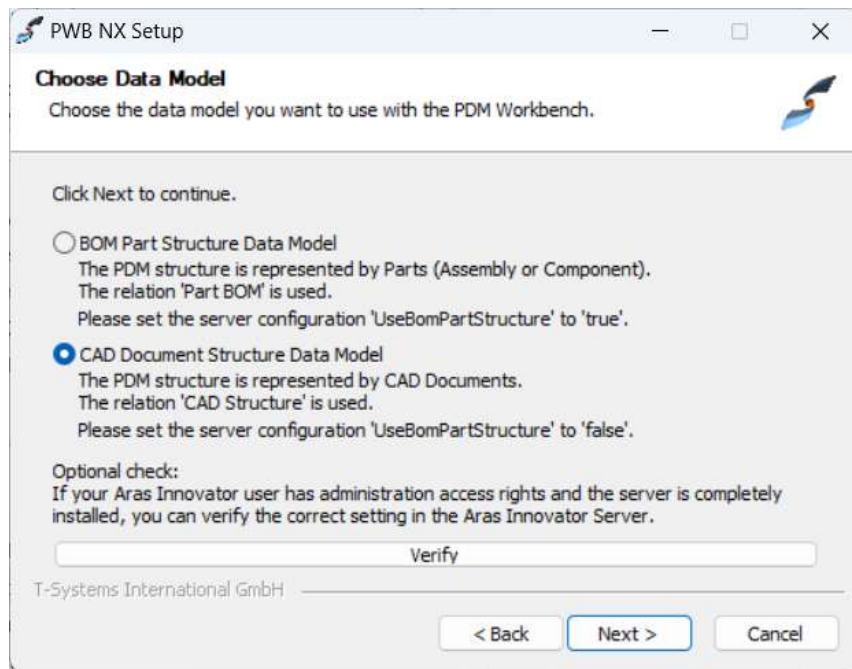 PWB NX Setup
Choose Data Model
Choose the data model you want to use with the PDM Workbench.
Click Next to continue.
BOM Part Structure Data Model
The PDM structure is represented by Parts (Assembly or Component).
The relation 'Part BOM' is used.
Please set the server configuration 'UseBomPartStructure' to 'true'.
CAD Document Structure Data Model
The PDM structure is represented by CAD Documents.
The relation 'CAD Structure' is used.
Please set the server configuration 'UseBomPartStructure' to 'false'.
Optional check:
If your Aras Innovator user has administration access rights and the server is completely
installed, you can verify the correct setting in the Aras Innovator Server.
Verify
T-Systems International GmbH
< Back Next > Cancel